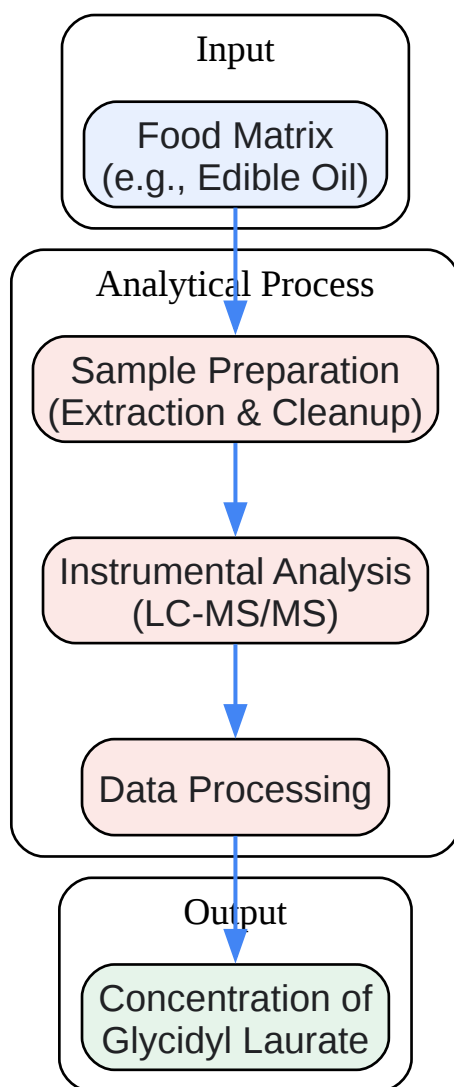 Input
Food Matrix
(e.g., Edible Oil)
Analytical Process
Sample Preparation
(Extraction & Cleanup)
Instrumental Analysis
(LC-MS/MS)
Data Processing
Output
Concentration of
Glycidyl Laurate